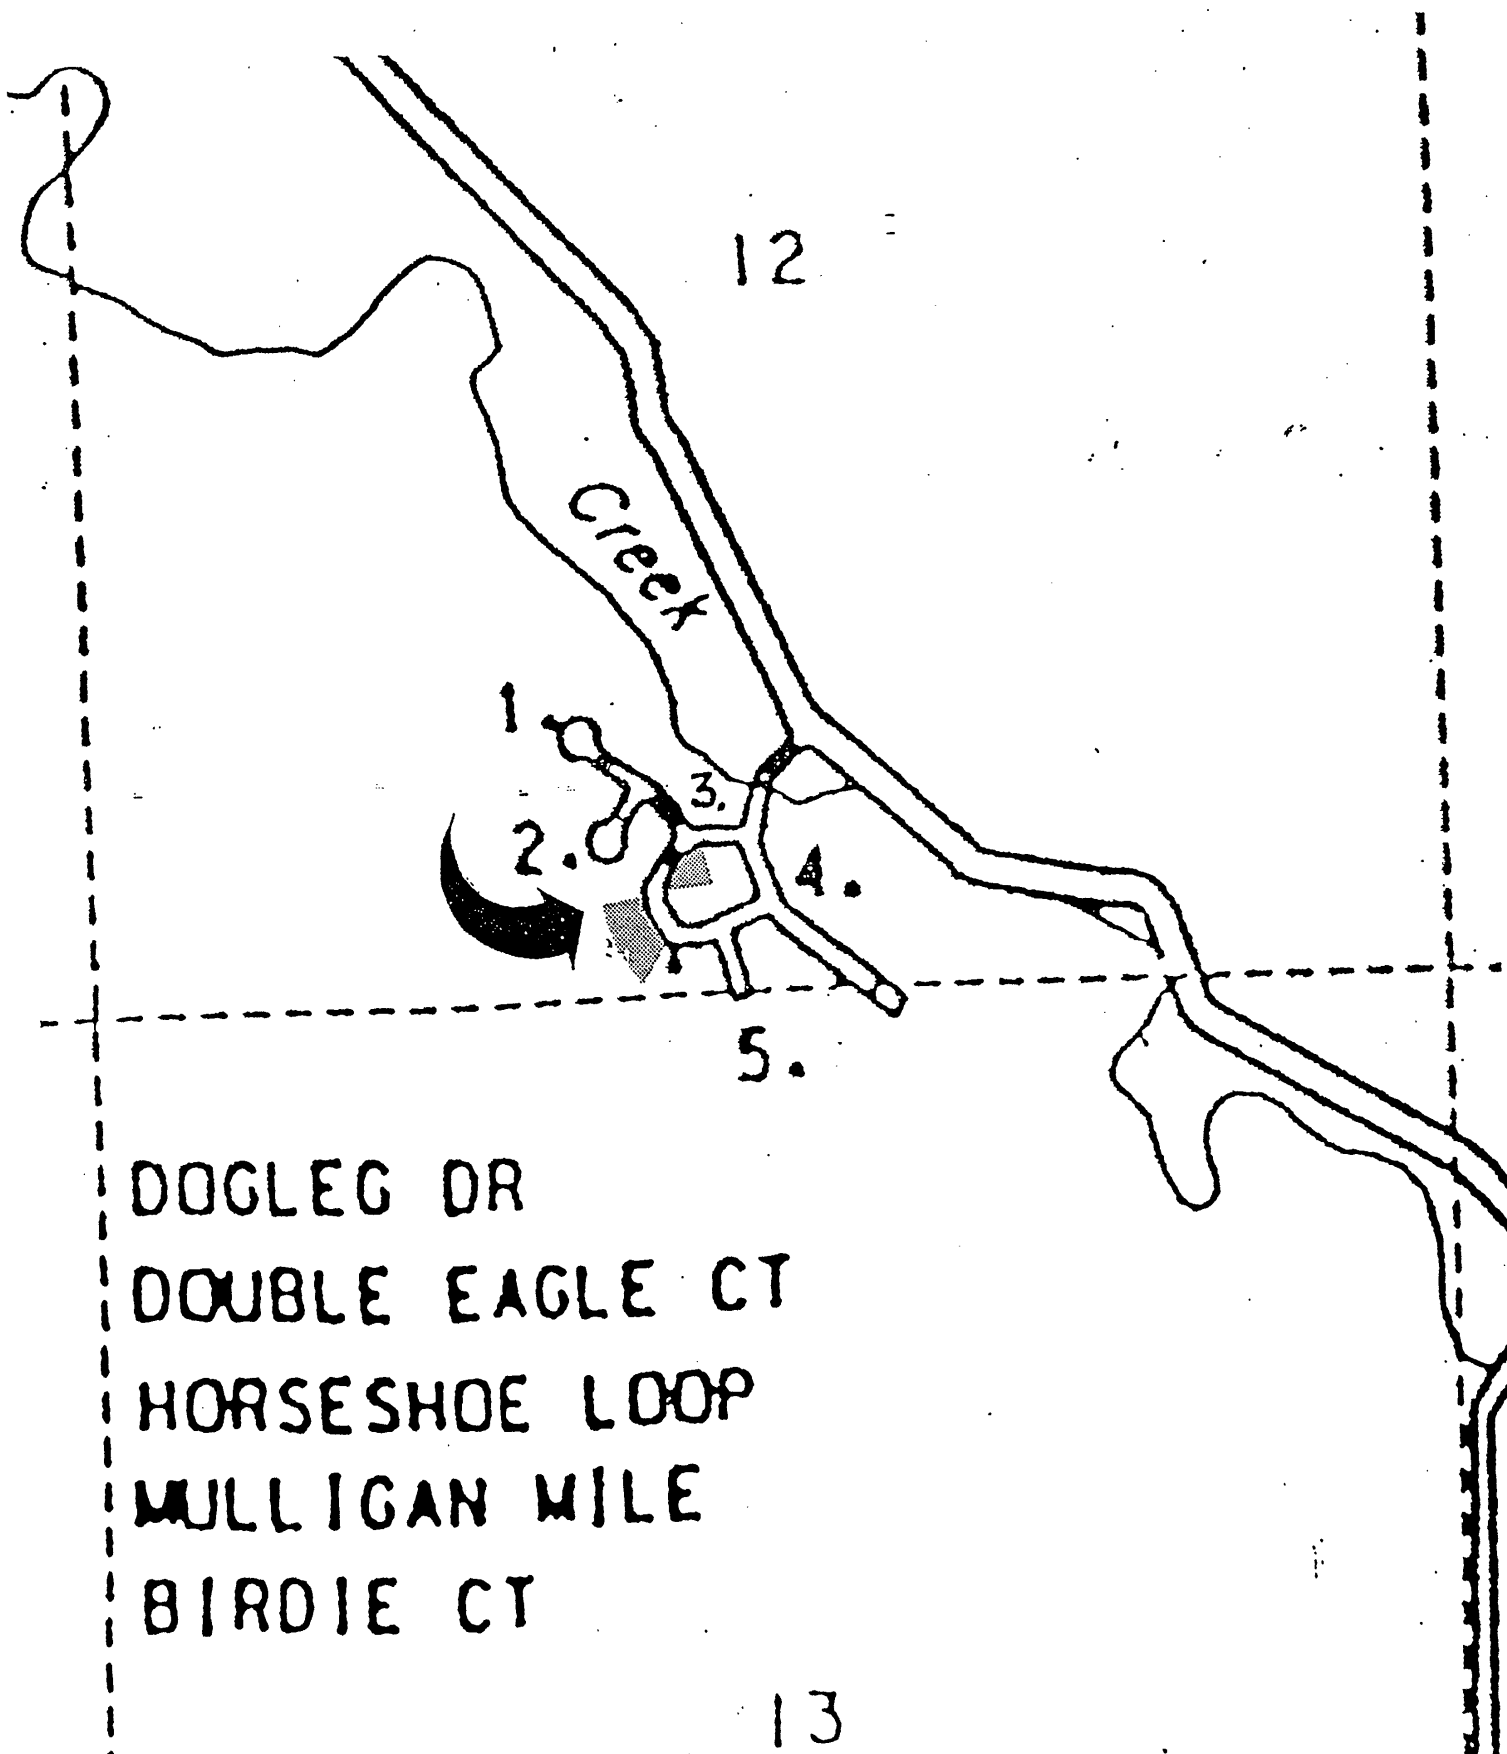 12
Creek
1.
3.
2.
4.
5.
DOGLEG DR
DOUBLE EAGLE CT
HORSESHOE LOOP
MULLIGAN MILE
BIRDIE CT
13